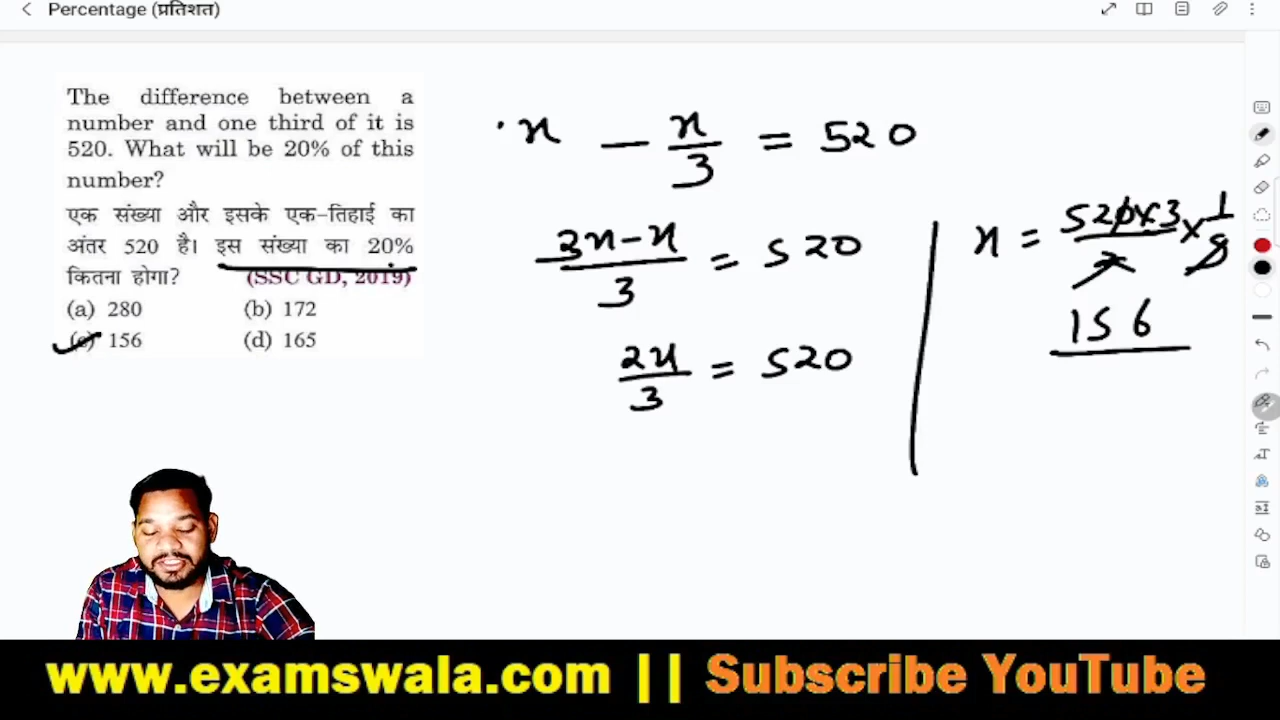 Percentage (प्रतिशत)
The difference between a
number and one third of it is
520. What will be 20% of this
number?
एक संख्या और इसके एक-तिहाई का
अंतर 520 है। इस संख्या का 20%
कितना होगा?
(SSC GD, 2019)
(a) 280 (b) 172
(c) 156 (d) 165
x - x/3 = 520
3x-x/3 = 520
2x/3 = 520
x = 520×3/2 × 1/5
156
www.examswala.com || Subscribe YouTube